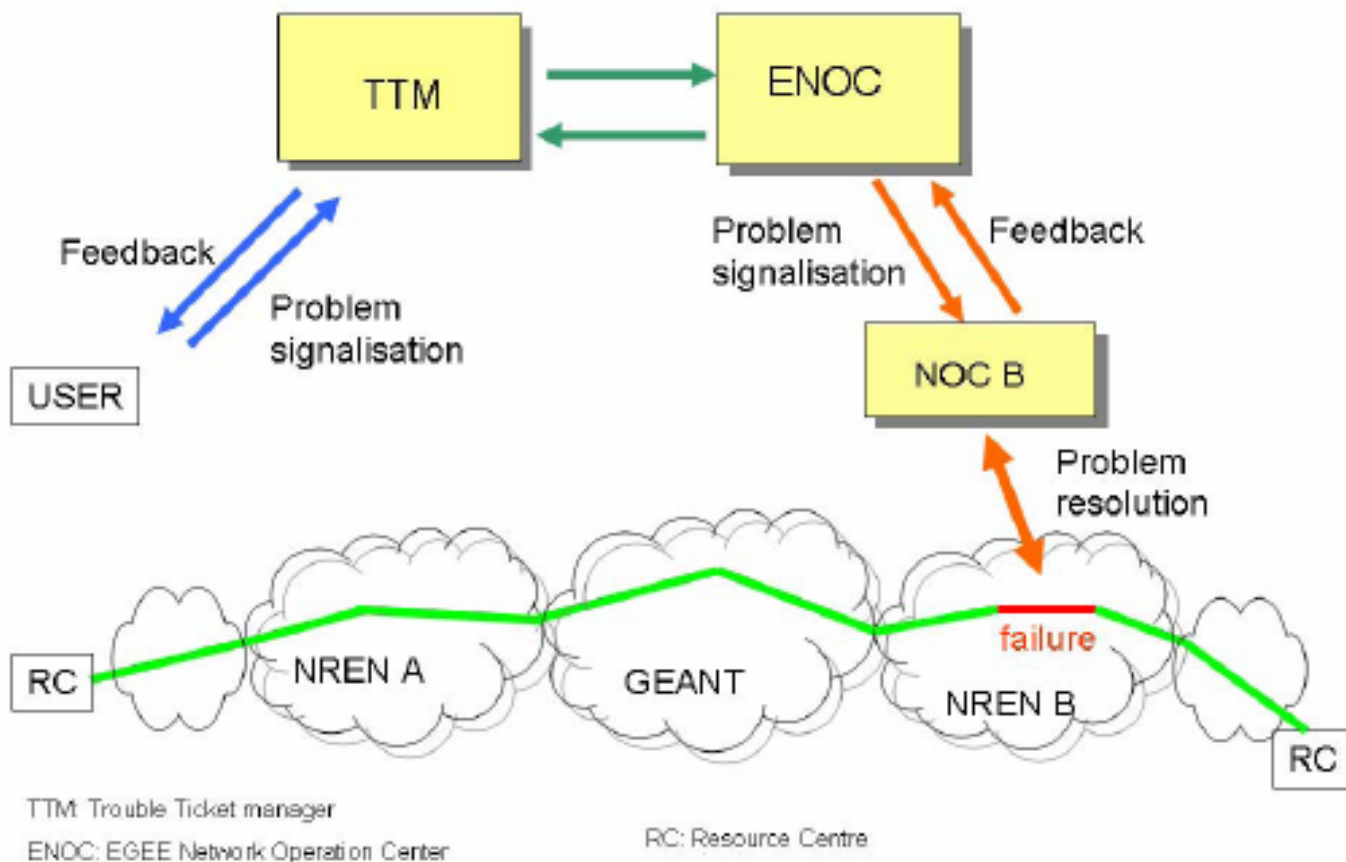 TTM
ENOC
Feedback
Problem
signalisation
Problem
signalisation
Feedback
USER
NOC B
Problem
resolution
failure
NREN A
GEANT
NREN B
RC
RC
TTM: Trouble Ticket manager
ENOC: EGEE Network Operation Center
RC: Resource Centre